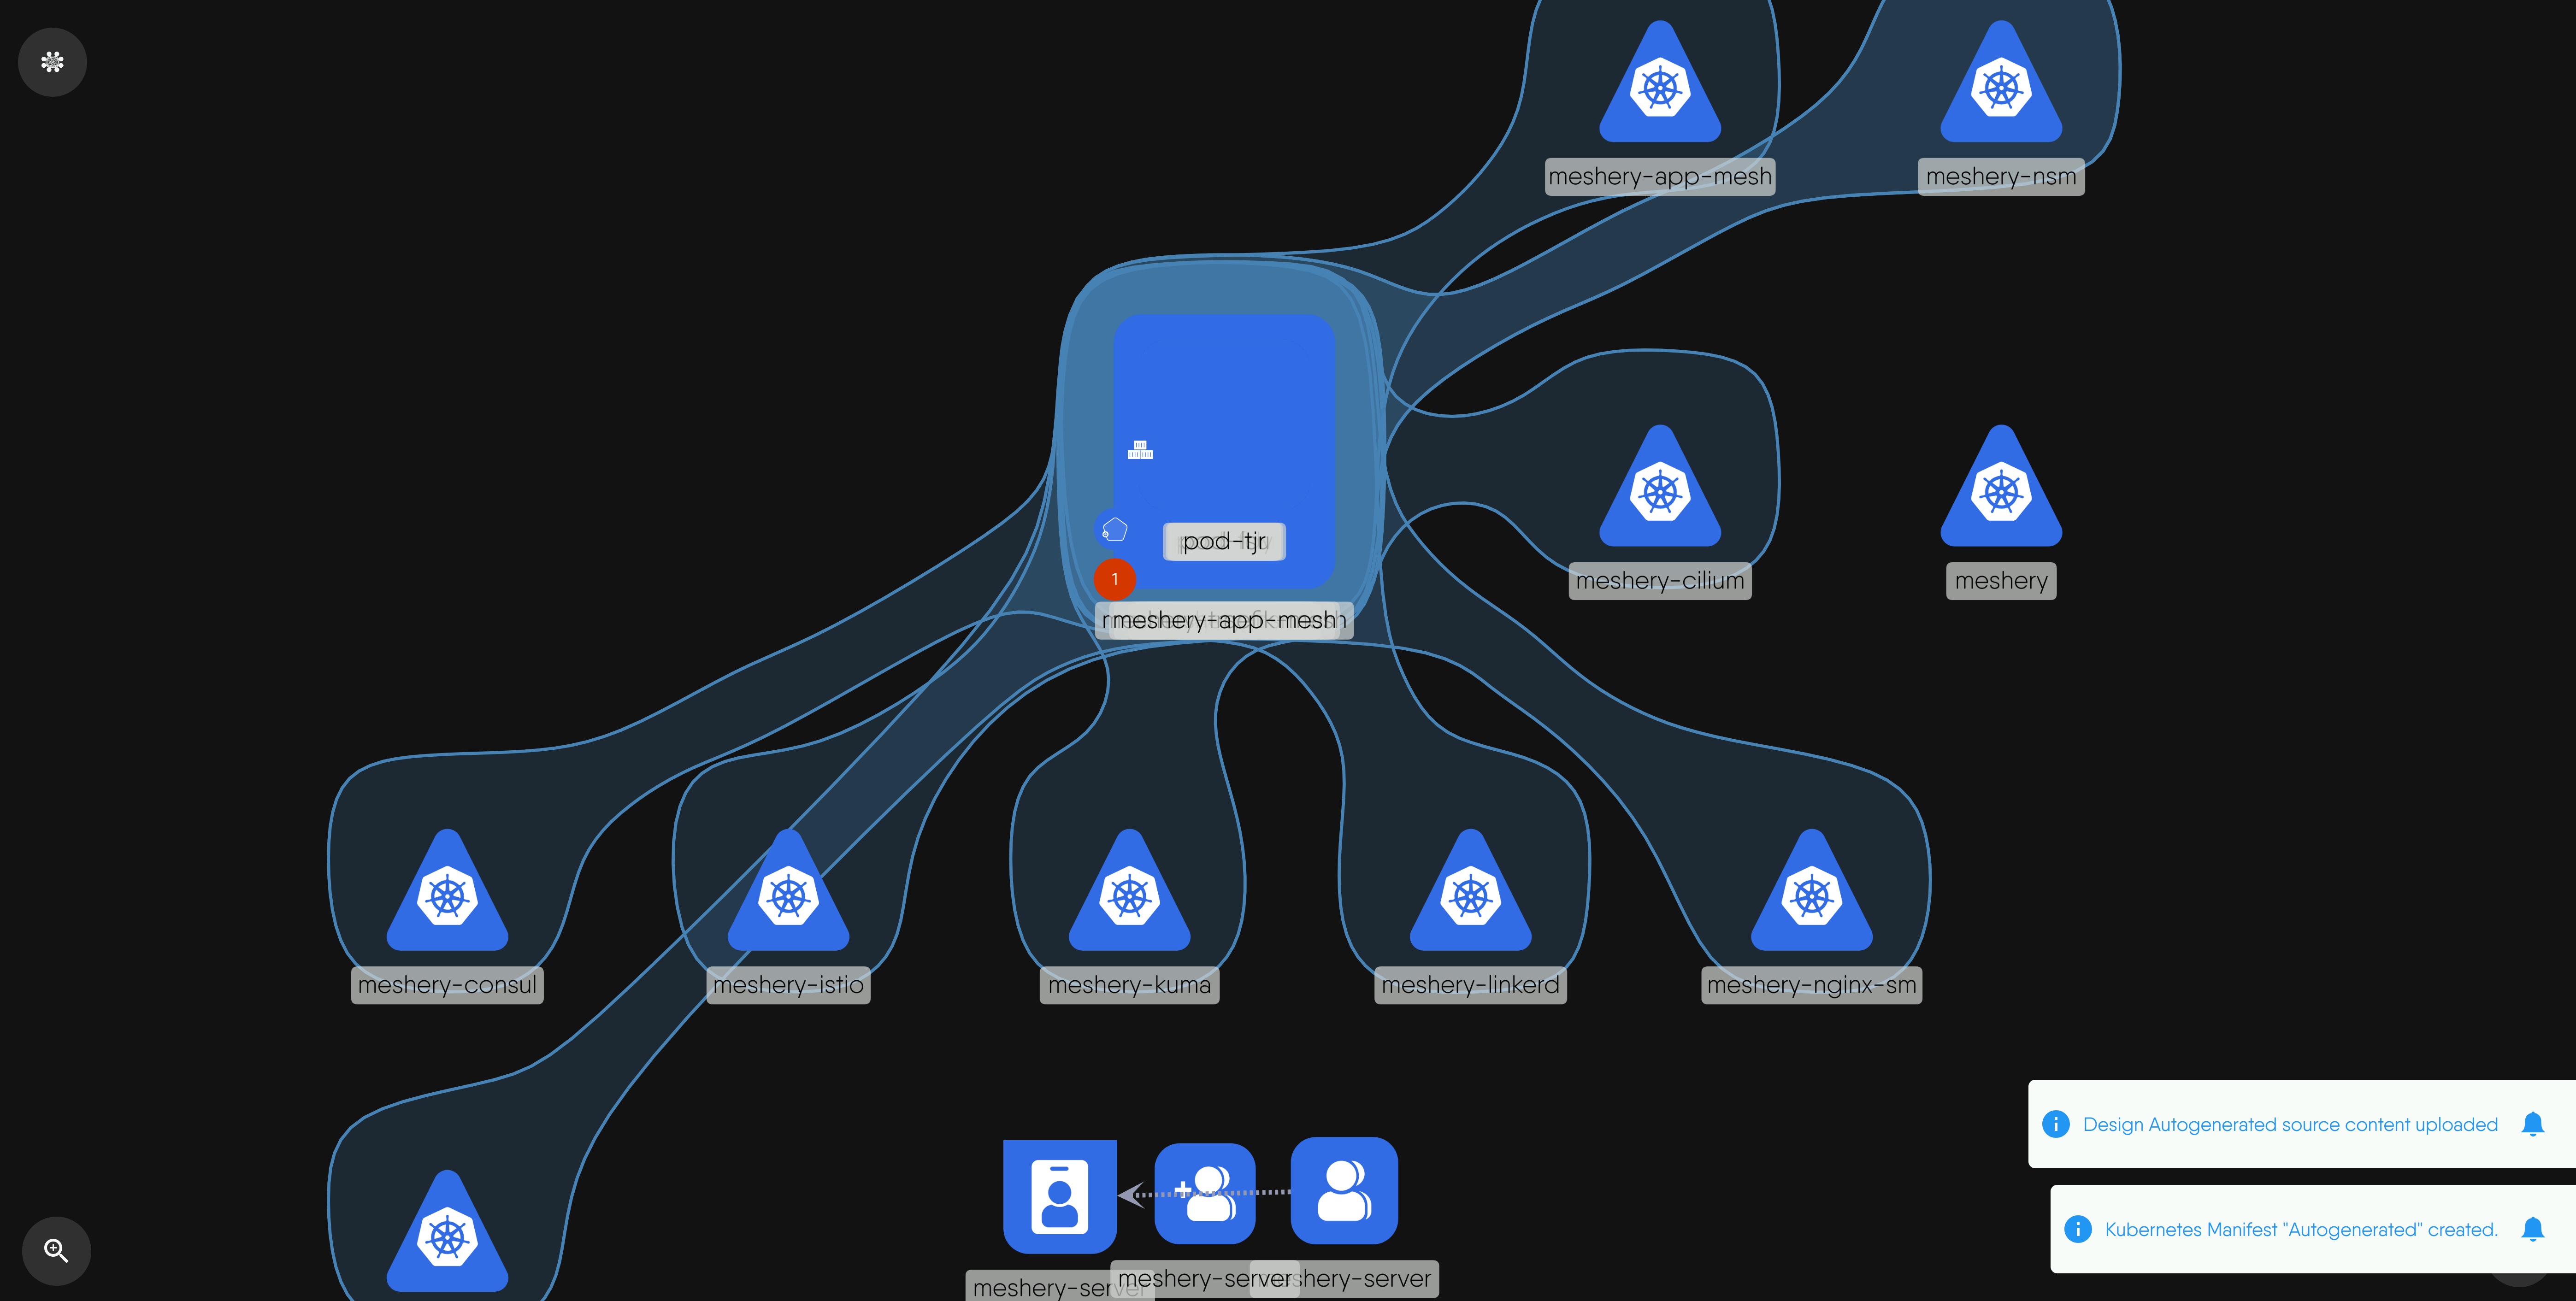 meshery-app-mesh
meshery-nsm
pod-tjr
1
meshery-app-mesh
meshery-cilium
meshery
meshery-consul
meshery-istio
meshery-kuma
meshery-linkerd
meshery-nginx-sm
Design Autogenerated source content uploaded
Kubernetes Manifest "Autogenerated" created.
meshery-server
meshery-server
meshery-server